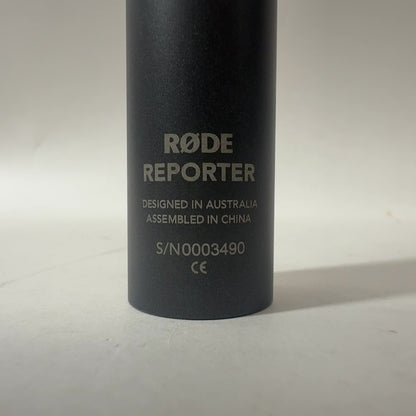 RØDE
REPORTER
DESIGNED IN AUSTRALIA
ASSEMBLED IN CHINA
S/N0003490
CE